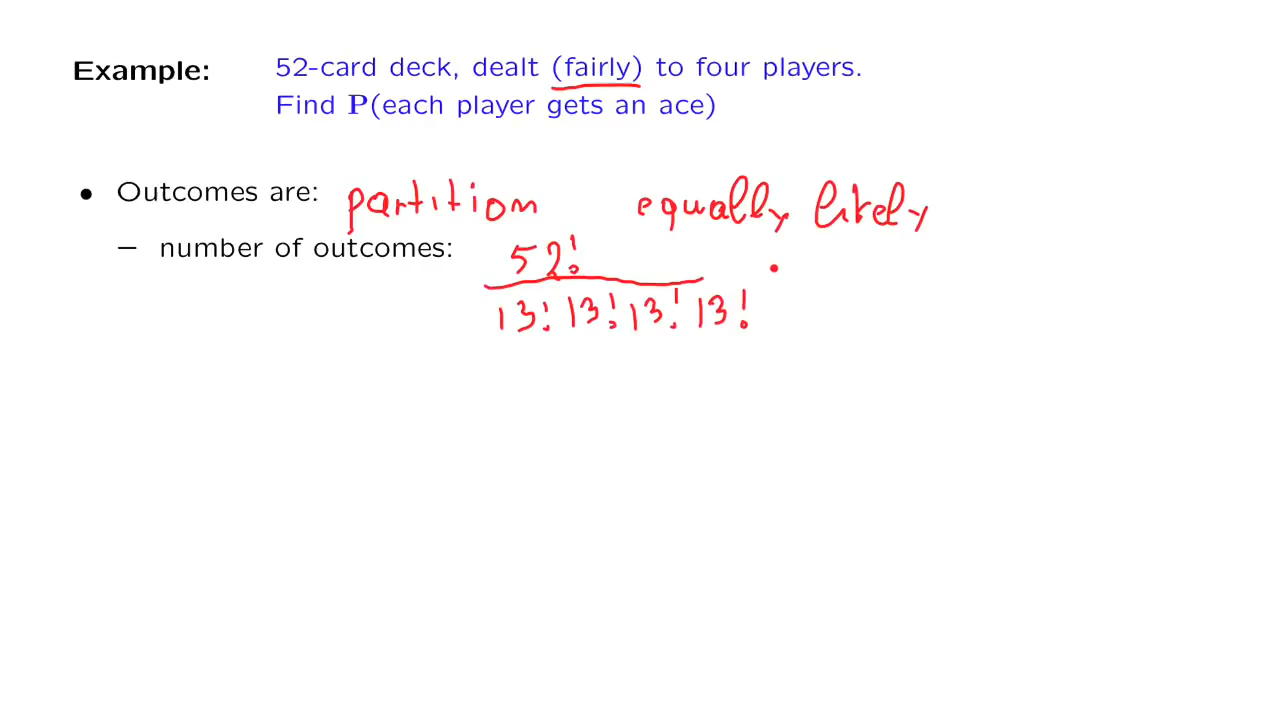 Example: 52-card deck, dealt (fairly) to four players.
Find P(each player gets an ace)
• Outcomes are: partition equally likely
– number of outcomes: 52!
13! 13! 13! 13!